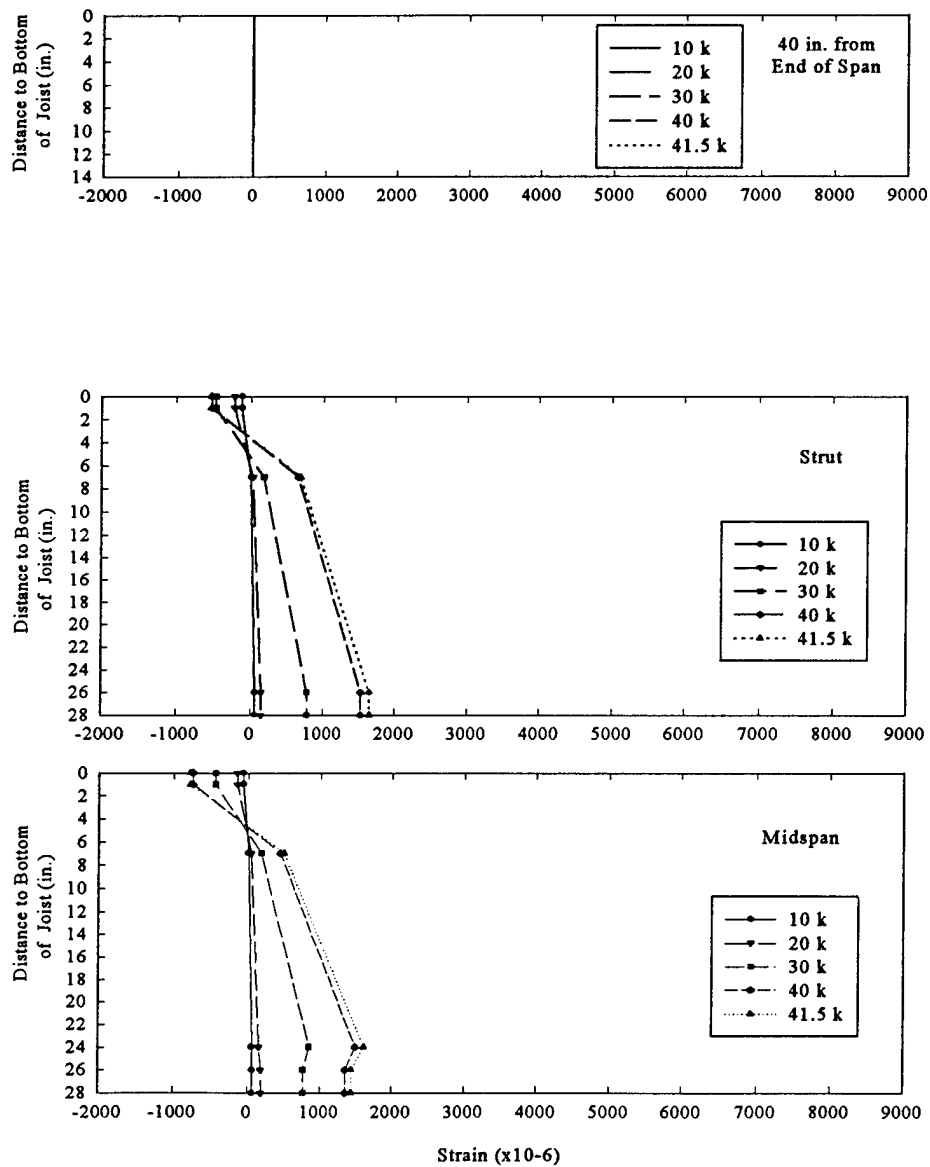 Distance to Bottom
of Joist (in.)
0
2
4
6
8
10
12
14
-2000 -1000 0 1000 2000 3000 4000 5000 6000 7000 8000 9000
10 k
20 k
30 k
40 k
41.5 k
40 in. from
End of Span
Distance to Bottom
of Joist (in.)
0
2
4
6
8
10
12
14
16
18
20
22
24
26
28
-2000 -1000 0 1000 2000 3000 4000 5000 6000 7000 8000 9000
Strut
10 k
20 k
30 k
40 k
41.5 k
Distance to Bottom
of Joist (in.)
0
2
4
6
8
10
12
14
16
18
20
22
24
26
28
-2000 -1000 0 1000 2000 3000 4000 5000 6000 7000 8000 9000
Midspan
10 k
20 k
30 k
40 k
41.5 k
Strain (x10-6)